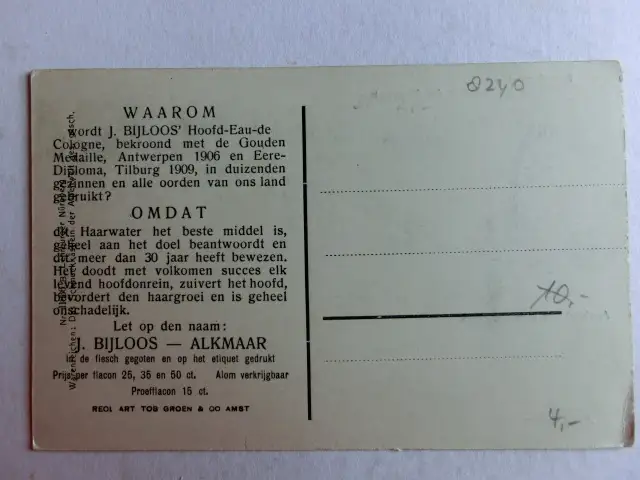 WAAROM
wordt J. BIJLOOS' Hoofd-Eau-de
Cologne, bekroond met de Gouden
Medaille, Antwerpen 1906 en Eere-
Diploma, Tilburg 1909, in duizenden
gezinnen en alle oorden van ons land
gebruikt?
OMDAT
dit Haarwater het beste middel is,
geheel aan het doel beantwoordt en
dit meer dan 30 jaar heeft bewezen.
Het doodt met volkomen succes elk
levend hoofdonrein, zuivert het hoofd,
bevordert den haargroei en is geheel
onschadelijk.
Let op den naam:
J. BIJLOOS — ALKMAAR
in de flesch gegoten en op het etiquet gedrukt
Prijs per flacon 25, 35 en 50 ct. Alom verkrijgbaar
Proefflacon 15 ct.
RECL ART TOB GROEN & CO AMST
8240
10,-
4,-